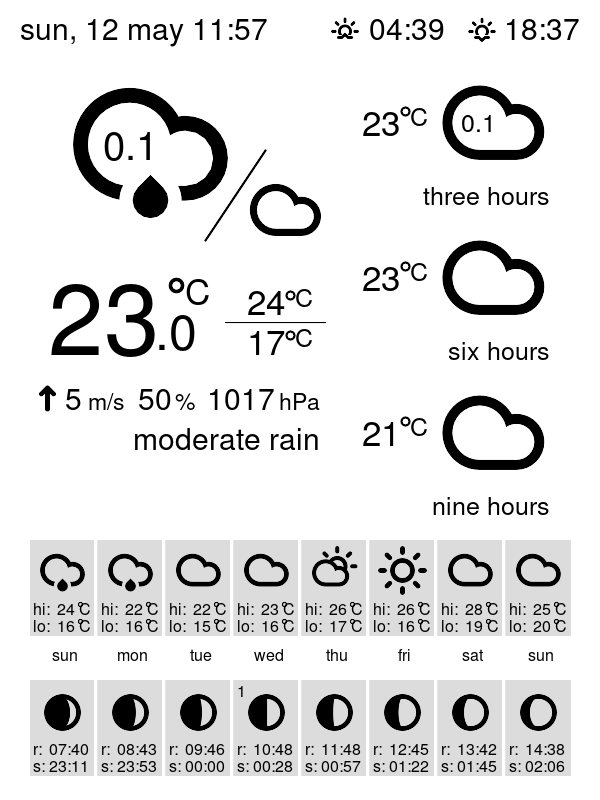 sun, 12 may 11:57 04:39 18:37
0.1
23.0 °C
24°C
17°C
5 m/s 50% 1017 hPa
moderate rain
23°C 0.1
three hours
23°C
six hours
21°C
nine hours
hi: 24°C hi: 22°C hi: 22°C hi: 23°C hi: 26°C hi: 26°C hi: 28°C hi: 25°C
lo: 16°C lo: 16°C lo: 15°C lo: 16°C lo: 17°C lo: 16°C lo: 19°C lo: 20°C
sun mon tue wed thu fri sat sun
1
r: 07:40 r: 08:43 r: 09:46 r: 10:48 r: 11:48 r: 12:45 r: 13:42 r: 14:38
s: 23:11 s: 23:53 s: 00:00 s: 00:28 s: 00:57 s: 01:22 s: 01:45 s: 02:06